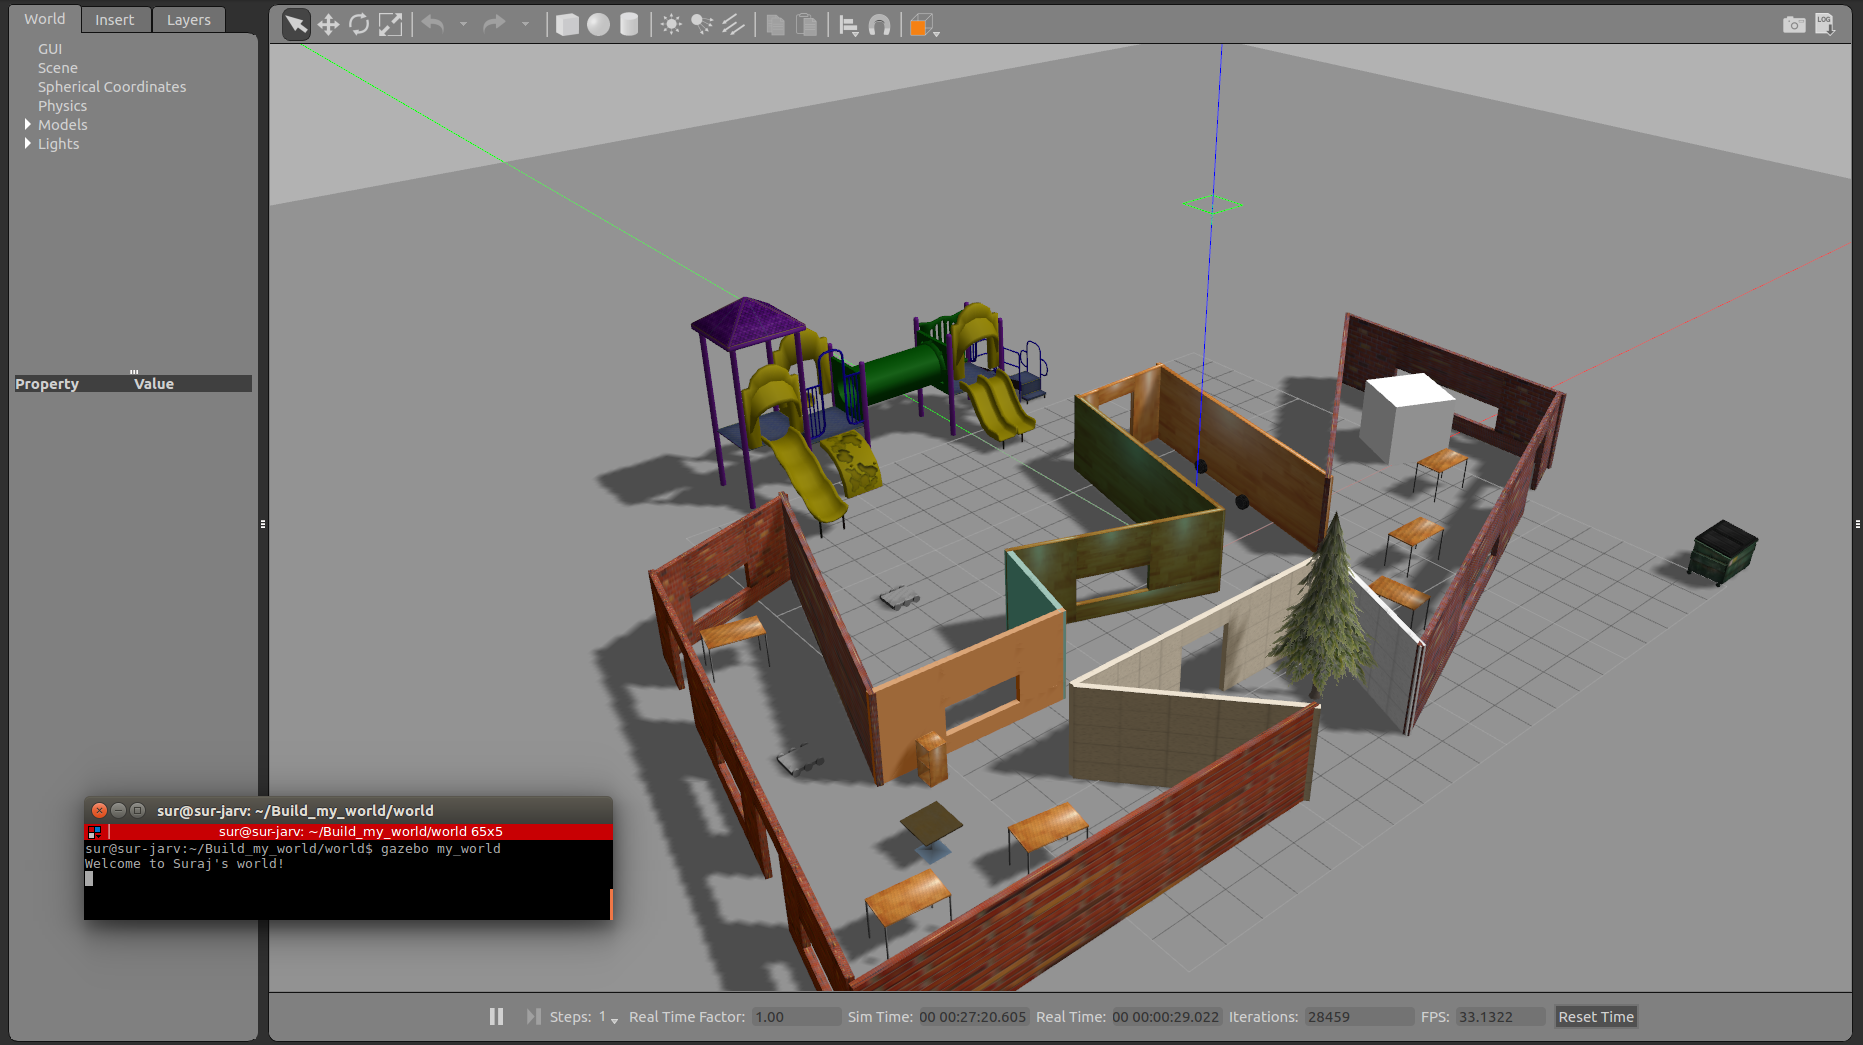 World Insert Layers
GUI
Scene
Spherical Coordinates
Physics
Models
Lights
Property Value
LOG
sur@sur-jarv: ~/Build_my_world/world
sur@sur-jarv: ~/Build_my_world/world 65x5
sur@sur-jarv:~/Build_my_world/world$ gazebo my_world
Welcome to Suraj's world!
Steps: 1 Real Time Factor: 1.00 Sim Time: 00 00:27:20.605 Real Time: 00 00:00:29.022 Iterations: 28459 FPS: 33.1322 Reset Time